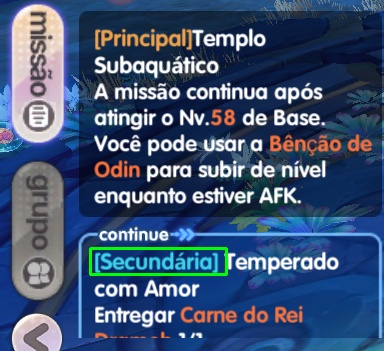 missão
grupo
[Principal]Templo
Subaquático
A missão continua após
atingir o Nv.58 de Base.
Você pode usar a Bênção de
Odin para subir de nível
enquanto estiver AFK.
continue
[Secundária] Temperado
com Amor
Entregar Carne do Rei